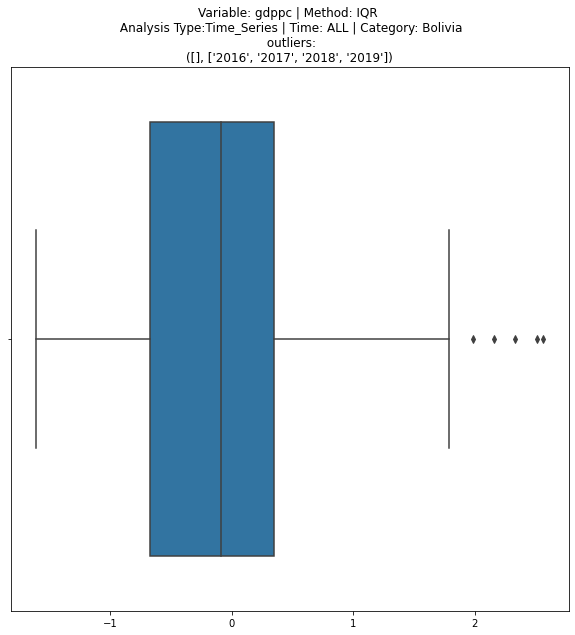 Variable: gdppc | Method: IQR
Analysis Type:Time_Series | Time: ALL | Category: Bolivia
outliers:
([], ['2016', '2017', '2018', '2019'])
−1 0 1 2